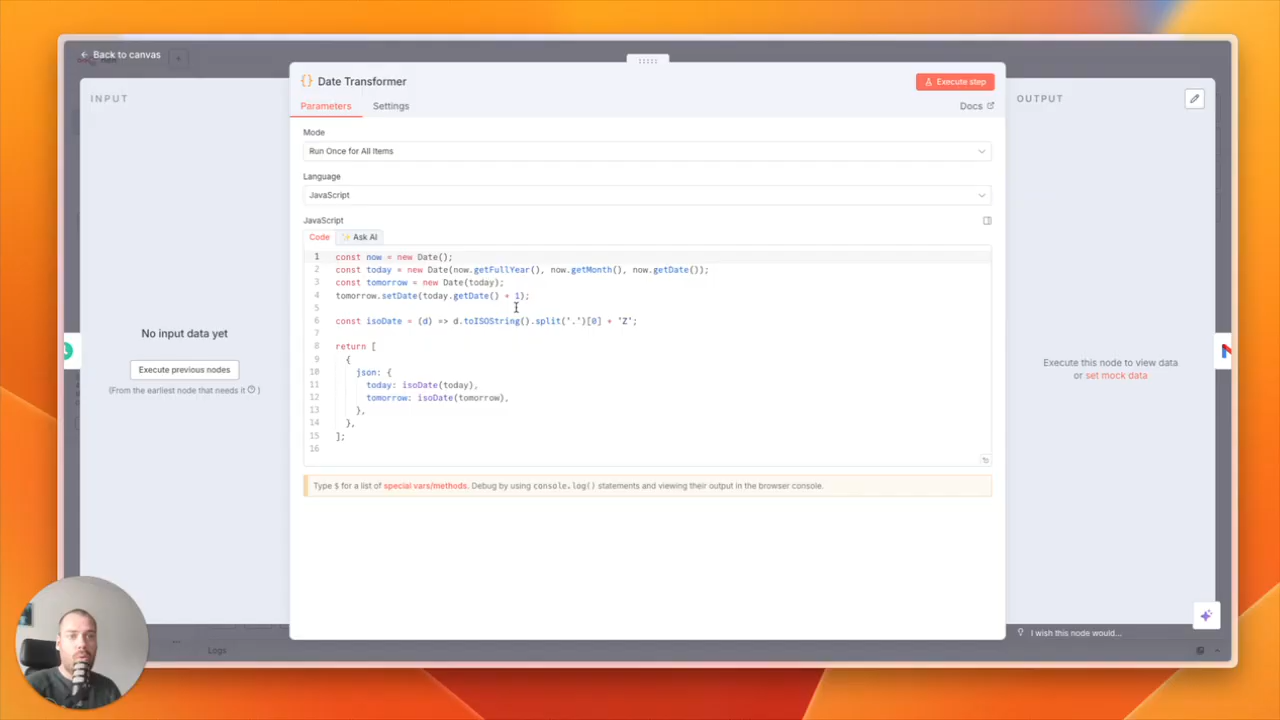 Back to canvas
INPUT
Date Transformer
Execute step
OUTPUT
Parameters
Settings
Docs
Mode
Run Once for All Items
Language
JavaScript
JavaScript
Code
Ask AI
1 const now = new Date();
2 const today = new Date(now.getFullYear(), now.getMonth(), now.getDate());
3 const tomorrow = new Date(today);
4 tomorrow.setDate(today.getDate() + 1);
5
6 const isoDate = (d) => d.toISOString().split('.')[0] + 'Z';
7
8 return [
9 {
10 json: {
11 today: isoDate(today),
12 tomorrow: isoDate(tomorrow),
13 },
14 },
15 ];
16
No input data yet
Execute previous nodes
(From the earliest node that needs it )
Execute this node to view data
or set mock data
Type $ for a list of special vars/methods. Debug by using console.log() statements and viewing their output in the browser console.
I wish this node would...
Logs